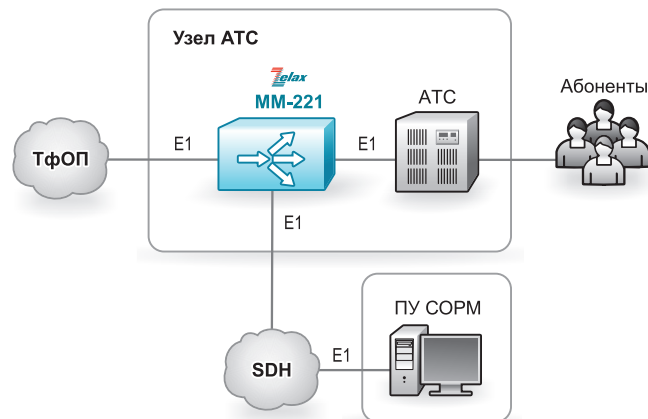 Узел АТС
Zelax
ММ-221
АТС
Абоненты
ТфОП
E1
E1
E1
ПУ СОРМ
SDH
E1